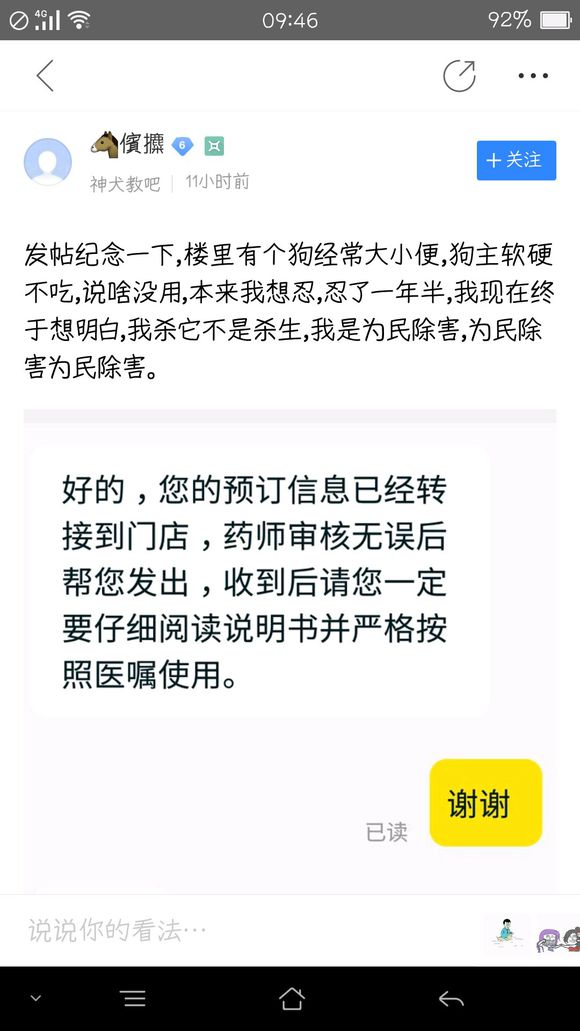 4G
09:46
92%
傧攥
6
神犬教吧
11小时前
+关注
发帖纪念一下,楼里有个狗经常大小便,狗主软硬
不吃,说啥没用,本来我想忍,忍了一年半,我现在终
于想明白,我杀它不是杀生,我是为民除害,为民除
害为民除害。
好的，您的预订信息已经转
接到门店，药师审核无误后
帮您发出，收到后请您一定
要仔细阅读说明书并严格按
照医嘱使用。
谢谢
已读
说说你的看法…